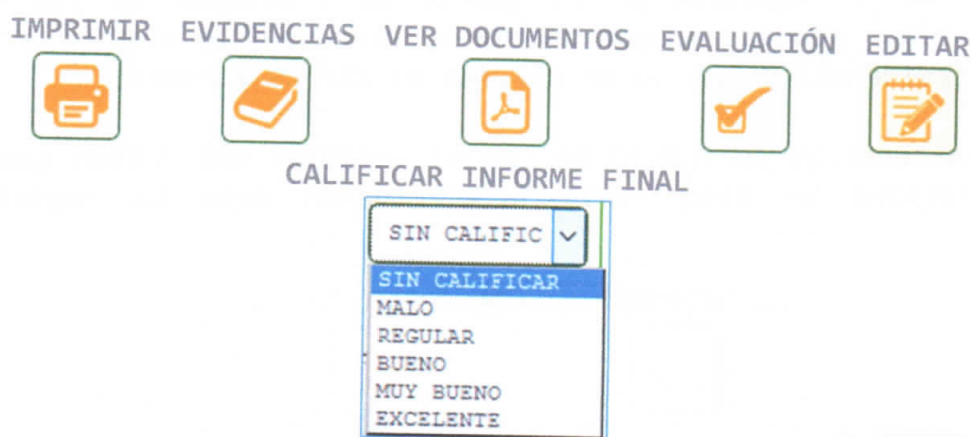 IMPRIMIR EVIDENCIAS VER DOCUMENTOS EVALUACIÓN EDITAR
CALIFICAR INFORME FINAL
SIN CALIFIC
SIN CALIFICAR
MALO
REGULAR
BUENO
MUY BUENO
EXCELENTE